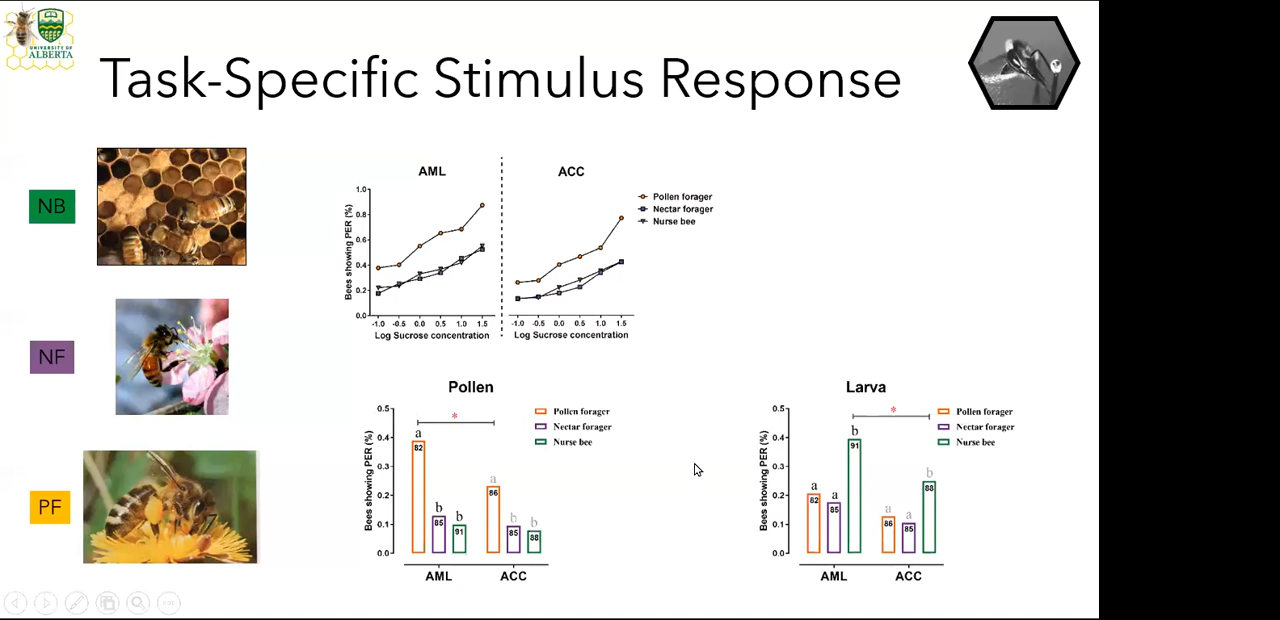 UNIVERSITY OF
ALBERTA
Task-Specific Stimulus Response
NB
NF
PF
AML
ACC
Bees showing PER (%)
1.0
0.8
0.6
0.4
0.2
0.0
-1.0 -0.5 0.0 0.5 1.0 1.5
Log Sucrose concentration
-1.0 -0.5 0.0 0.5 1.0 1.5
Log Sucrose concentration
Pollen forager
Nectar forager
Nurse bee
Pollen
Bees showing PER (%)
0.5
0.4
0.3
0.2
0.1
0.0
*
a
82
b
85
b
91
a
86
b
85
b
88
AML
ACC
Pollen forager
Nectar forager
Nurse bee
Larva
Bees showing PER (%)
0.5
0.4
0.3
0.2
0.1
0.0
*
a
82
a
85
b
91
a
86
a
85
b
88
AML
ACC
Pollen forager
Nectar forager
Nurse bee